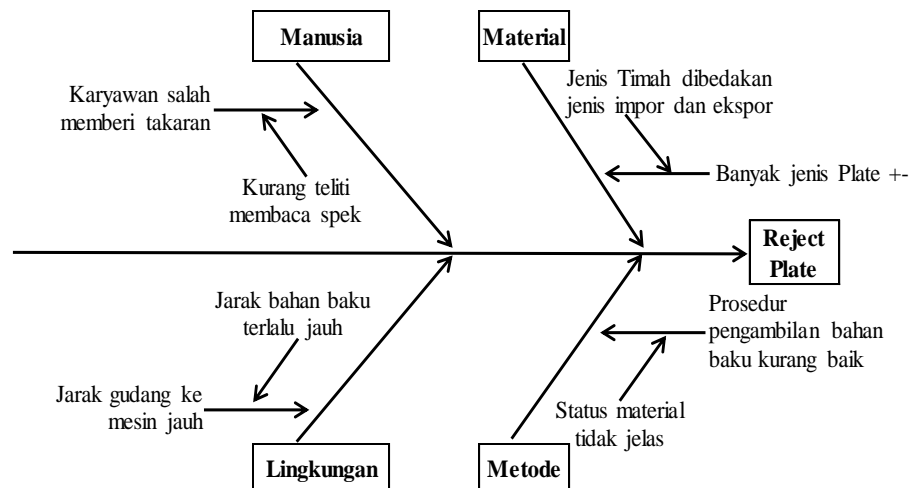 Manusia
Material
Karyawan salah
memberi takaran
Kurang teliti
membaca spek
Jenis Timah dibedakan
jenis impor dan ekspor
Banyak jenis Plate +-
Reject
Plate
Jarak bahan baku
terlalu jauh
Jarak gudang ke
mesin jauh
Prosedur
pengambilan bahan
baku kurang baik
Status material
tidak jelas
Lingkungan
Metode